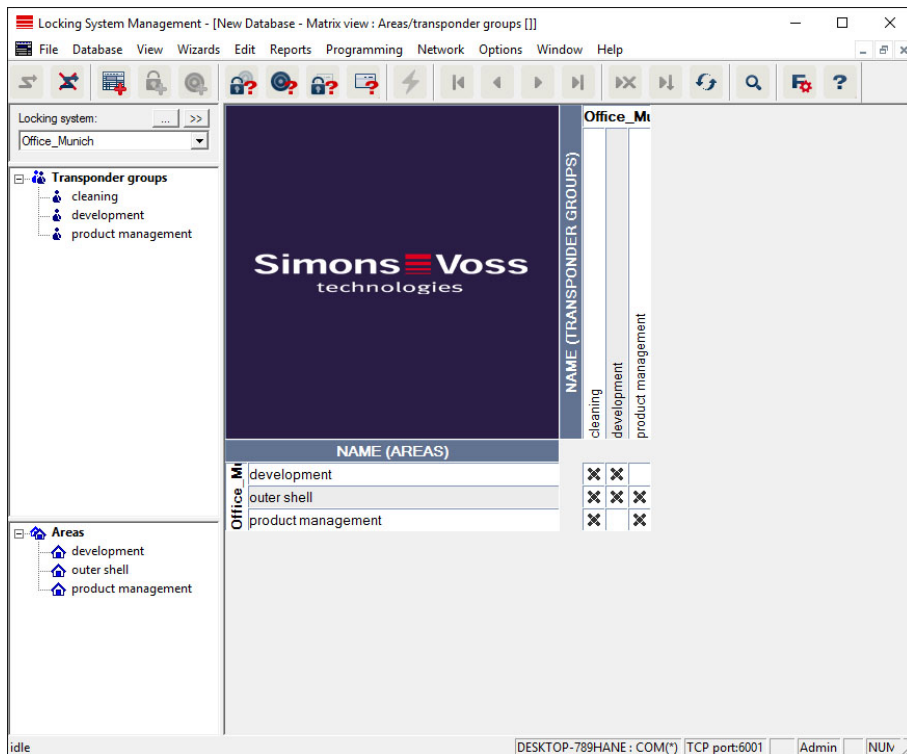 Locking System Management - [New Database - Matrix view : Areas/transponder groups []]
File Database View Wizards Edit Reports Programming Network Options Window Help
Locking system: ... >>
Office_Munich
Transponder groups
cleaning
development
product management
Areas
development
outer shell
product management
Simons Voss
technologies
NAME (TRANSPONDER GROUPS)
Office_Mu
cleaning
development
product management
NAME (AREAS)
Office_Mu
development
outer shell
product management
idle DESKTOP-789HANE : COM(*) TCP port:6001 Admin NUM